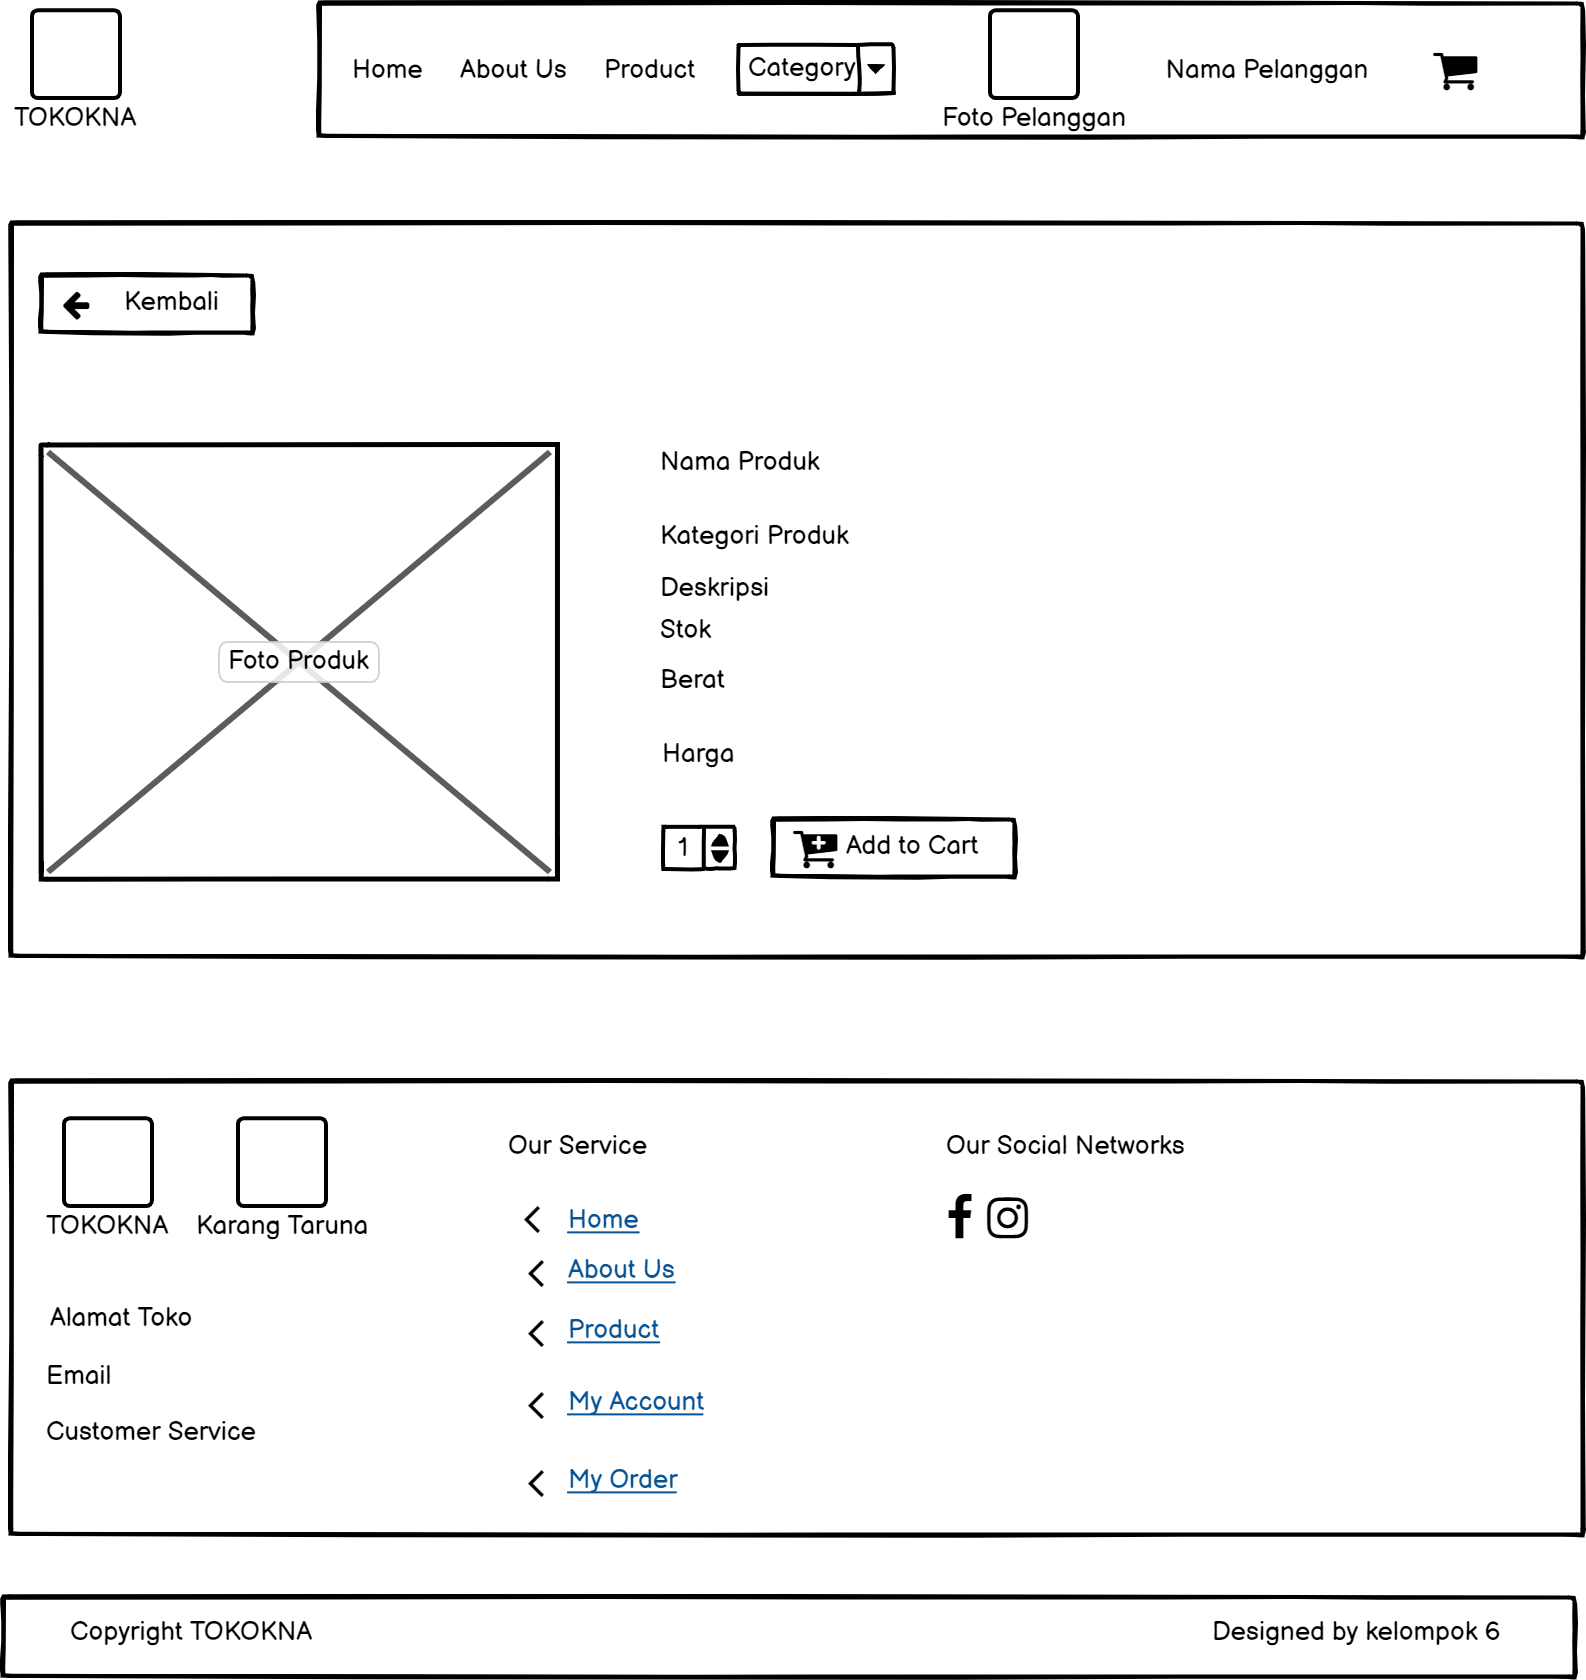 TOKOKNA
Home
About Us
Product
Category
Foto Pelanggan
Nama Pelanggan
Kembali
Foto Produk
Nama Produk
Kategori Produk
Deskripsi
Stok
Berat
Harga
1
Add to Cart
TOKOKNA
Karang Taruna
Alamat Toko
Email
Customer Service
Our Service
Home
About Us
Product
My Account
My Order
Our Social Networks
Copyright TOKOKNA
Designed by kelompok 6